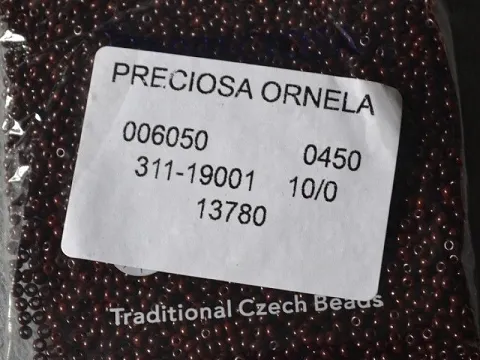 PRECIOSA ORNELA
006050 0450
311-19001 10/0
13780
Traditional Czech Beads